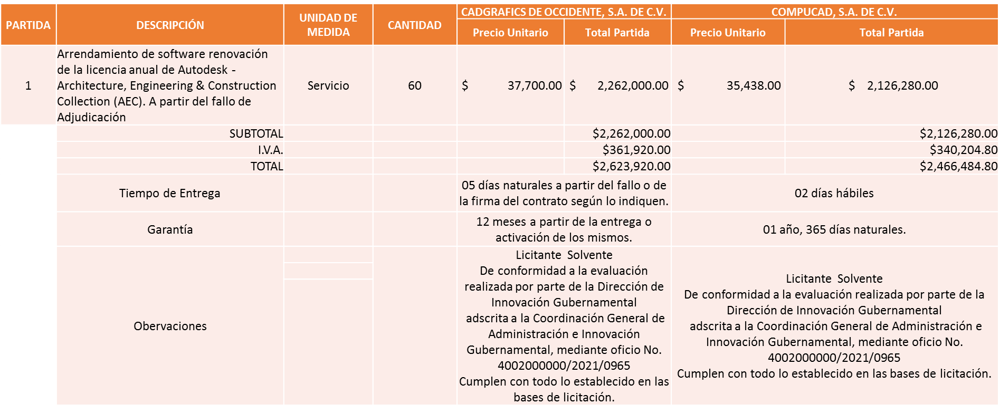 PARTIDA
DESCRIPCIÓN
UNIDAD DE
MEDIDA
CANTIDAD
CADGRAFICS DE OCCIDENTE, S.A. DE C.V.
COMPUCAD, S.A. DE C.V.
Precio Unitario
Total Partida
Precio Unitario
Total Partida
1
Arrendamiento de software renovación
de la licencia anual de Autodesk -
Architecture, Engineering & Construction
Collection (AEC). A partir del fallo de
Adjudicación
Servicio
60
$ 37,700.00
$ 2,262,000.00
$ 35,438.00
$ 2,126,280.00
SUBTOTAL
$2,262,000.00
$2,126,280.00
I.V.A.
$361,920.00
$340,204.80
TOTAL
$2,623,920.00
$2,466,484.80
Tiempo de Entrega
05 días naturales a partir del fallo o de
la firma del contrato según lo indiquen.
02 días hábiles
Garantía
12 meses a partir de la entrega o
activación de los mismos.
01 año, 365 días naturales.
Obervaciones
Licitante Solvente
De conformidad a la evaluación
realizada por parte de la Dirección de
Innovación Gubernamental
adscrita a la Coordinación General de
Administración e Innovación
Gubernamental, mediante oficio No.
4002000000/2021/0965
Cumplen con todo lo establecido en las
bases de licitación.
Licitante Solvente
De conformidad a la evaluación realizada por parte de la
Dirección de Innovación Gubernamental
adscrita a la Coordinación General de Administración e
Innovación Gubernamental, mediante oficio No.
4002000000/2021/0965
Cumplen con todo lo establecido en las bases de licitación.